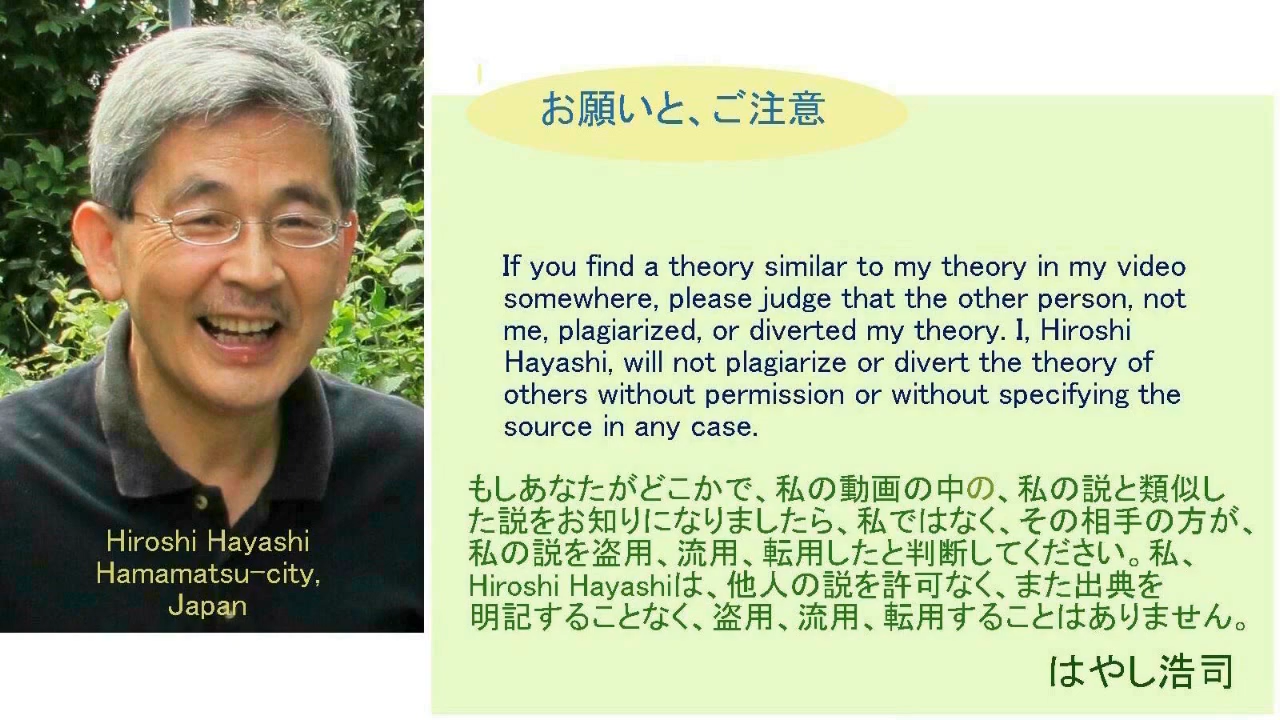 Hiroshi Hayashi
Hamamatsu-city,
Japan
お願いと、ご注意
If you find a theory similar to my theory in my video
somewhere, please judge that the other person, not
me, plagiarized, or diverted my theory. I, Hiroshi
Hayashi, will not plagiarize or divert the theory of
others without permission or without specifying the
source in any case.
もしあなたがどこかで、私の動画の中の、私の説と類似し
た説をお知りになりましたら、私ではなく、その相手の方が、
私の説を盗用、流用、転用したと判断してください。私、
Hiroshi Hayashiは、他人の説を許可なく、また出典を
明記することなく、盗用、流用、転用することはありません。
はやし浩司